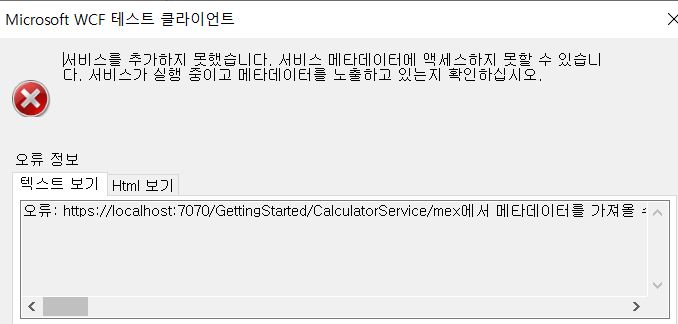 Microsoft WCF 테스트 클라이언트
서비스를 추가하지 못했습니다. 서비스 메타데이터에 액세스하지 못할 수 있습니
다. 서비스가 실행 중이고 메타데이터를 노출하고 있는지 확인하십시오.
오류 정보
텍스트 보기 Html 보기
오류: https://localhost:7070/GettingStarted/CalculatorService/mex에서 메타데이터를 가져올